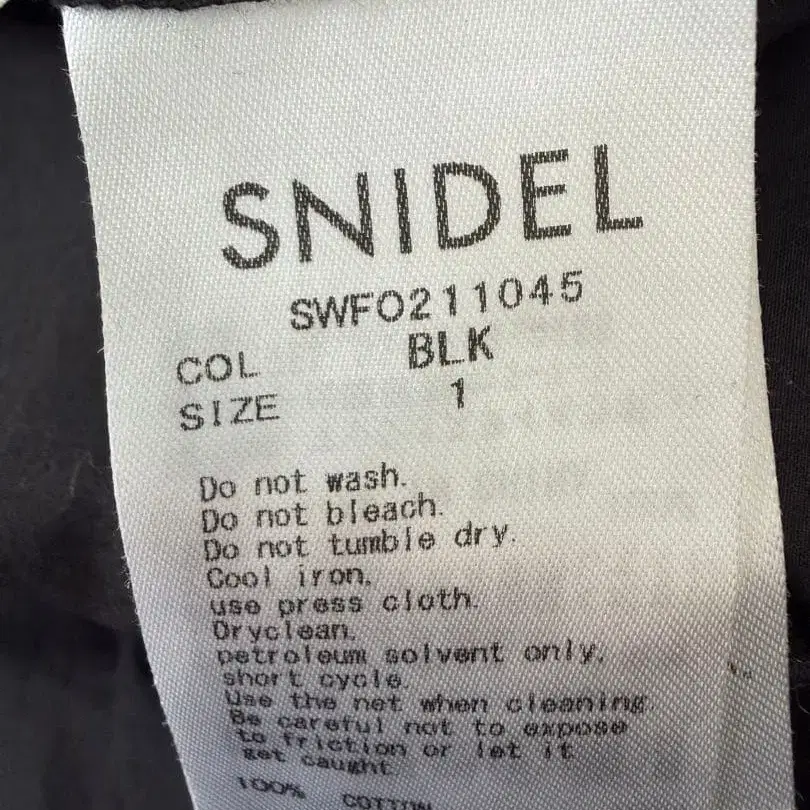 SNIDEL
SWFO211045
COL BLK
SIZE 1
Do not wash.
Do not bleach.
Do not tumble dry.
Cool iron,
use press cloth.
Dryclean,
petroleum solvent only,
short cycle.
Use the net when cleaning.
Be careful not to expose
to friction or let it
get caught.
100% COTTON